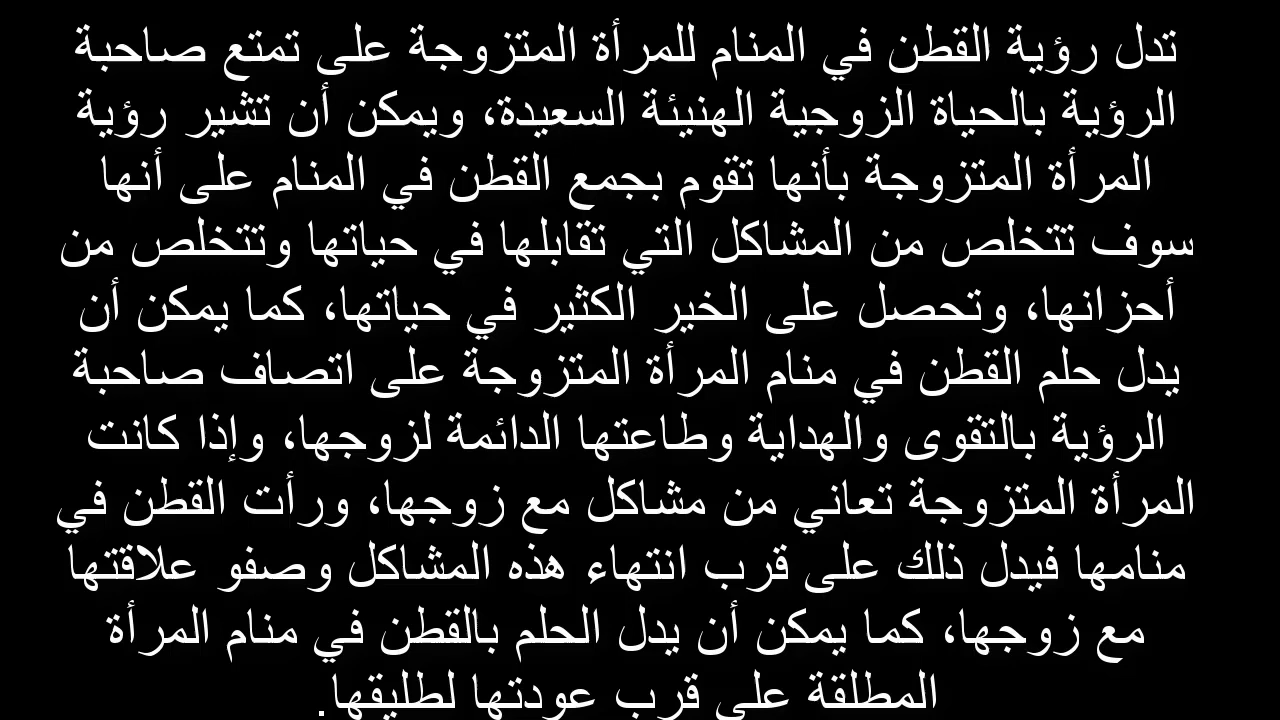 تدل رؤية القطن في المنام للمرأة المتزوجة على تمتع صاحبة
الرؤية بالحياة الزوجية الهنيئة السعيدة، ويمكن أن تشير رؤية
المرأة المتزوجة بأنها تقوم بجمع القطن في المنام على أنها
سوف تتخلص من المشاكل التي تقابلها في حياتها وتتخلص من
أحزانها، وتحصل على الخير الكثير في حياتها، كما يمكن أن
يدل حلم القطن في منام المرأة المتزوجة على اتصاف صاحبة
الرؤية بالتقوى والهداية وطاعتها الدائمة لزوجها، وإذا كانت
المرأة المتزوجة تعاني من مشاكل مع زوجها، ورأت القطن في
منامها فيدل ذلك على قرب انتهاء هذه المشاكل وصفو علاقتها
مع زوجها، كما يمكن أن يدل الحلم بالقطن في منام المرأة
المطلقة على قرب عودتها لطليقها.